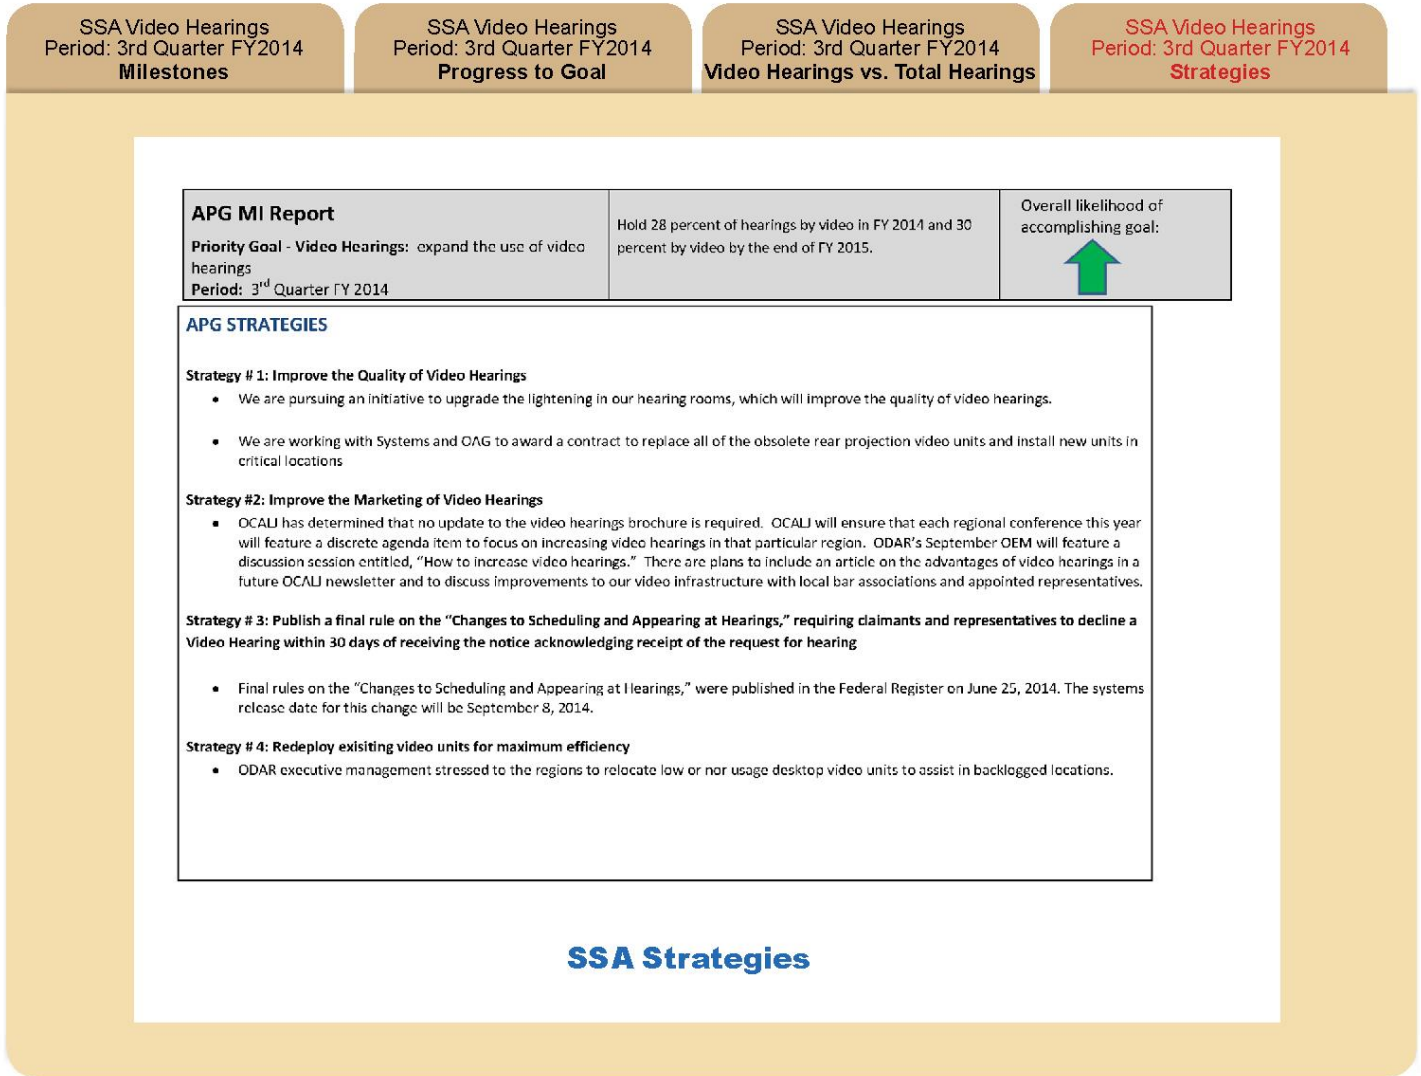 SSA Video Hearings
Period: 3rd Quarter FY2014
Milestones
SSA Video Hearings
Period: 3rd Quarter FY2014
Progress to Goal
SSA Video Hearings
Period: 3rd Quarter FY2014
Video Hearings vs. Total Hearings
SSA Video Hearings
Period: 3rd Quarter FY2014
Strategies
APG MI Report
Priority Goal - Video Hearings: expand the use of video
hearings
Period: 3rd Quarter FY 2014
Hold 28 percent of hearings by video in FY 2014 and 30
percent by video by the end of FY 2015.
Overall likelihood of
accomplishing goal:
APG STRATEGIES
Strategy # 1: Improve the Quality of Video Hearings
• We are pursuing an initiative to upgrade the lightening in our hearing rooms, which will improve the quality of video hearings.
• We are working with Systems and OAG to award a contract to replace all of the obsolete rear projection video units and install new units in
critical locations
Strategy #2: Improve the Marketing of Video Hearings
• OCALJ has determined that no update to the video hearings brochure is required. OCALJ will ensure that each regional conference this year
will feature a discrete agenda item to focus on increasing video hearings in that particular region. ODAR's September OEM will feature a
discussion session entitled, "How to increase video hearings." There are plans to include an article on the advantages of video hearings in a
future OCALJ newsletter and to discuss improvements to our video infrastructure with local bar associations and appointed representatives.
Strategy # 3: Publish a final rule on the "Changes to Scheduling and Appearing at Hearings," requiring claimants and representatives to decline a
Video Hearing within 30 days of receiving the notice acknowledging receipt of the request for hearing
• Final rules on the "Changes to Scheduling and Appearing at Hearings," were published in the Federal Register on June 25, 2014. The systems
release date for this change will be September 8, 2014.
Strategy # 4: Redeploy exisiting video units for maximum efficiency
• ODAR executive management stressed to the regions to relocate low or nor usage desktop video units to assist in backlogged locations.
SSA Strategies